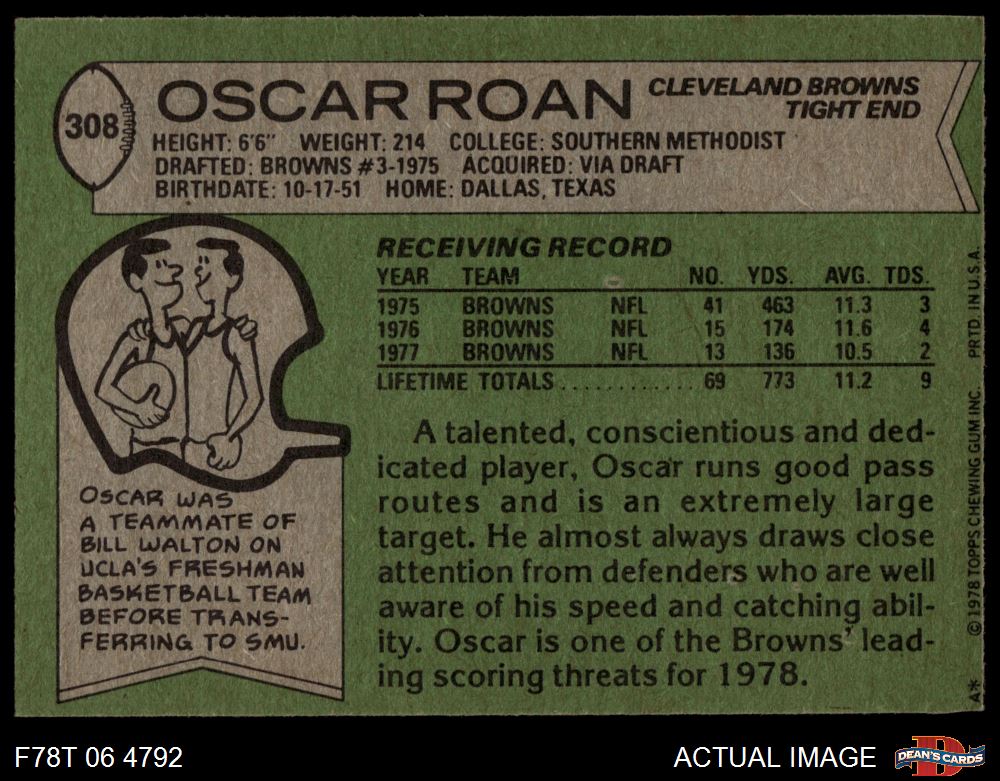 308
OSCAR ROAN
CLEVELAND BROWNS
TIGHT END
HEIGHT: 6'6" WEIGHT: 214 COLLEGE: SOUTHERN METHODIST
DRAFTED: BROWNS #3-1975 ACQUIRED: VIA DRAFT
BIRTHDATE: 10-17-51 HOME: DALLAS, TEXAS
RECEIVING RECORD
YEAR TEAM NO. YDS. AVG. TDS.
1975 BROWNS NFL 41 463 11.3 3
1976 BROWNS NFL 15 174 11.6 4
1977 BROWNS NFL 13 136 10.5 2
LIFETIME TOTALS............ 69 773 11.2 9
A talented, conscientious and ded-
icated player, Oscar runs good pass
routes and is an extremely large
target. He almost always draws close
attention from defenders who are well
aware of his speed and catching abil-
ity. Oscar is one of the Browns' lead-
ing scoring threats for 1978.
OSCAR WAS
A TEAMMATE OF
BILL WALTON ON
UCLA'S FRESHMAN
BASKETBALL TEAM
BEFORE TRANS-
FERRING TO SMU.
A* © 1978 TOPPS CHEWING GUM INC. PRTD. IN U.S.A.
F78T 06 4792
ACTUAL IMAGE
D
DEAN'S CARDS